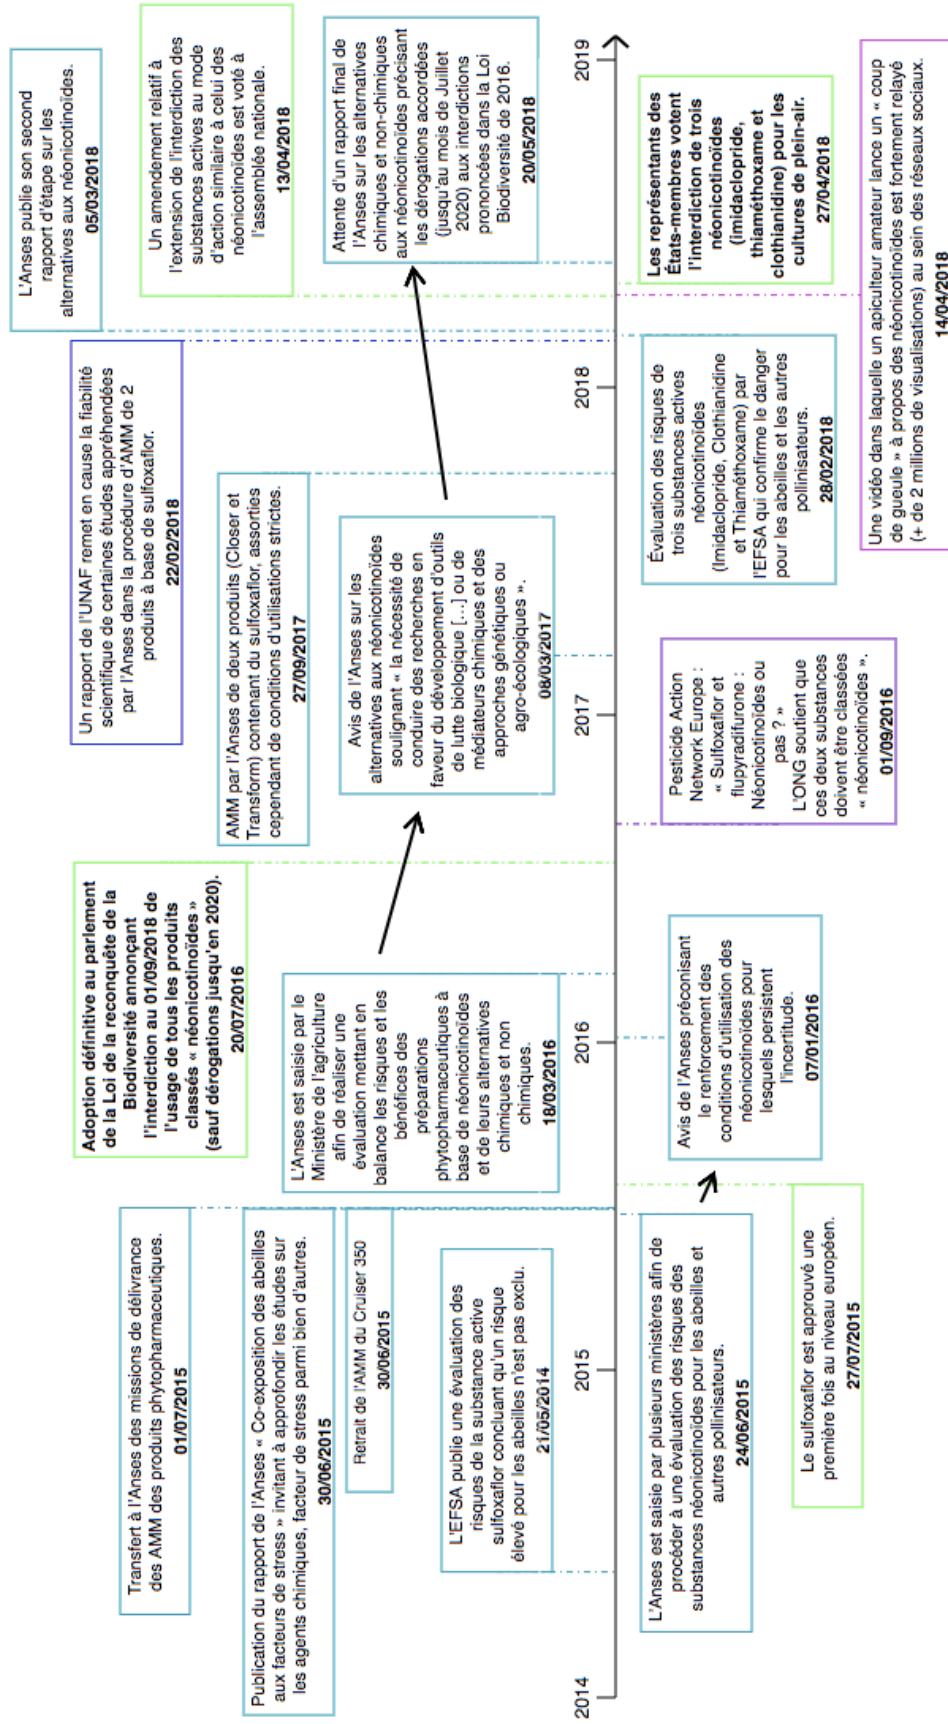 Transfert à l'Anses des missions de délivrance
des AMM des produits phytopharmaceutiques.
01/07/2015
Publication du rapport de l'Anses « Co-exposition des abeilles
aux facteurs de stress » invitant à approfondir les études sur
les agents chimiques, facteur de stress parmi bien d'autres.
30/06/2015
Retrait de l'AMM du Cruiser 350
30/06/2015
L'EFSA publie une évaluation des
risques de la substance active
sulfoxaflor concluant qu'un risque
élevé pour les abeilles n'est pas exclu.
21/05/2014
Adoption définitive au parlement
de la Loi de la reconquête de la
Biodiversité annonçant
l'interdiction au 01/09/2018 de
l'usage de tous les produits
classés « néonicotinoïdes »
(sauf dérogations jusqu'en 2020).
20/07/2016
L'Anses est saisie par le
Ministère de l'agriculture
afin de réaliser une
évaluation mettant en
balance les risques et les
bénéfices des
préparations
phytopharmaceutiques à
base de néonicotinoïdes
et de leurs alternatives
chimiques et non
chimiques.
18/03/2016
Un rapport de l'UNAF remet en cause la fiabilité
scientifique de certaines études appréhendées
par l'Anses dans la procédure d'AMM de 2
produits à base de sulfoxaflor.
22/02/2018
AMM par l'Anses de deux produits (Closer et
Transform) contenant du sulfoxaflor, assorties
cependant de conditions d'utilisations strictes.
27/09/2017
Avis de l'Anses sur les
alternatives aux néonicotinoïdes
soulignant « la nécessité de
conduire des recherches en
faveur du développement d'outils
de lutte biologique [...] ou de
médiateurs chimiques et des
approches génétiques ou
agro-écologiques ».
08/03/2017
L'Anses publie son second
rapport d'étape sur les
alternatives aux néonicotinoïdes.
05/03/2018
Un amendement relatif à
l'extension de l'interdiction des
substances actives au mode
d'action similaire à celui des
néonicotinoïdes est voté à
l'assemblée nationale.
13/04/2018
Attente d'un rapport final de
l'Anses sur les alternatives
chimiques et non-chimiques
aux néonicotinoïdes précisant
les dérogations accordées
(jusqu'au mois de Juillet
2020) aux interdictions
prononcées dans la Loi
Biodiversité de 2016.
20/05/2018
2014
2015
2016
2017
2018
2019
L'Anses est saisie par plusieurs ministères afin de
procéder à une évaluation des risques des
substances néonicotinoïdes pour les abeilles et
autres pollinisateurs.
24/06/2015
Le sulfoxaflor est approuvé une
première fois au niveau européen.
27/07/2015
Avis de l'Anses préconisant
le renforcement des
conditions d'utilisation des
néonicotinoïdes pour
lesquels persistent
l'incertitude.
07/01/2016
Pesticide Action
Network Europe :
« Sulfoxaflor et
flupyradifurone :
Néonicotinoïdes ou
pas ? »
L'ONG soutient que
ces deux substances
doivent être classées
« néonicotinoïdes ».
01/09/2016
Évaluation des risques de
trois substances actives
néonicotinoïdes
(Imidaclopride, Clothianidine
et Thiaméthoxame) par
l'EFSA qui confirme le danger
pour les abeilles et les autres
pollinisateurs.
28/02/2018
Les représentants des
États-membres votent
l'interdiction de trois
néonicotinoïdes
(imidaclopride,
thiaméthoxame et
clothianidine) pour les
cultures de plein-air.
27/04/2018
Une vidéo dans laquelle un apiculteur amateur lance un « coup
de gueule » à propos des néonicotinoïdes est fortement relayé
(+ de 2 millions de visualisations) au sein des réseaux sociaux.
14/04/2018